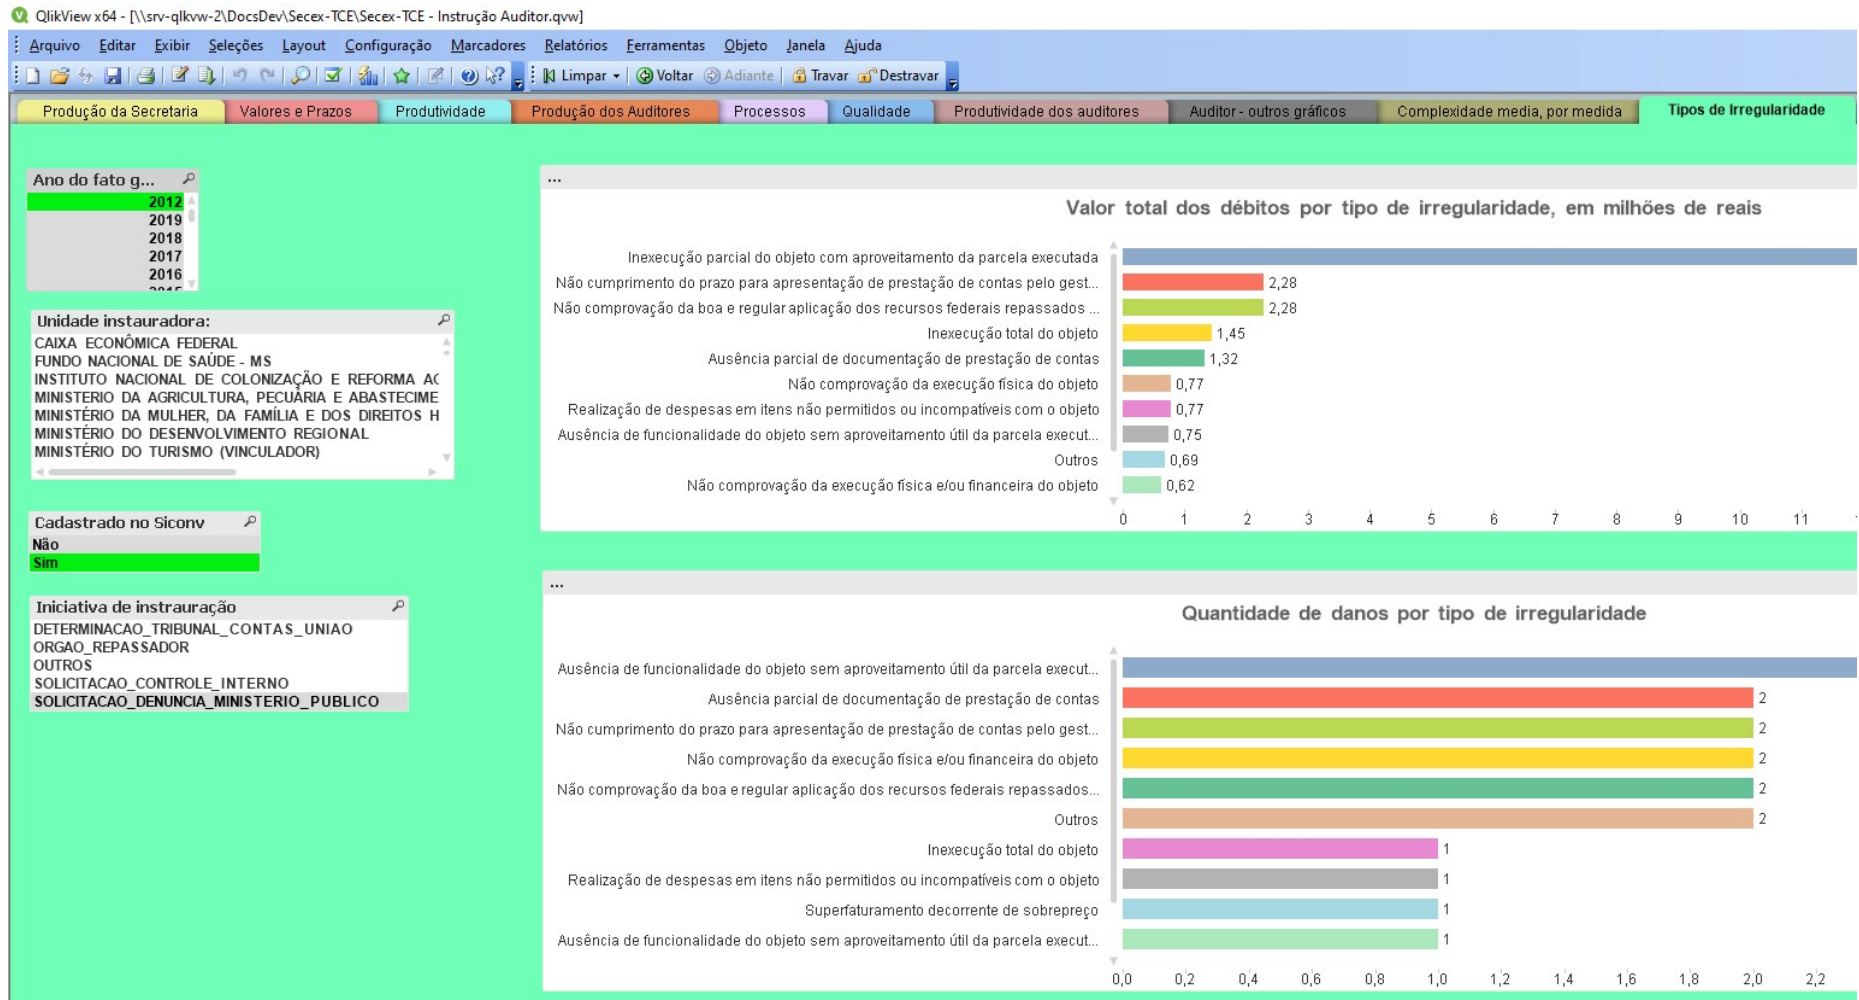 QlikView x64 - [\\srv-qlkvw-2\DocsDev\Secex-TCE\Secex-TCE - Instrução Auditor.qvw]
Arquivo Editar Exibir Seleções Layout Configuração Marcadores Relatórios Ferramentas Objeto Janela Ajuda
Limpar Voltar Adiante Travar Destravar
Produção da Secretaria Valores e Prazos Produtividade Produção dos Auditores Processos Qualidade Produtividade dos auditores Auditor - outros gráficos Complexidade media, por medida Tipos de Irregularidade
Ano do fato g...
2012
2019
2018
2017
2016
2015
Unidade instauradora:
CAIXA ECONÔMICA FEDERAL
FUNDO NACIONAL DE SAÚDE - MS
INSTITUTO NACIONAL DE COLONIZAÇÃO E REFORMA AG
MINISTERIO DA AGRICULTURA, PECUÁRIA E ABASTECIME
MINISTÉRIO DA MULHER, DA FAMÍLIA E DOS DIREITOS H
MINISTÉRIO DO DESENVOLVIMENTO REGIONAL
MINISTÉRIO DO TURISMO (VINCULADOR)
Cadastrado no Siconv
Não
Sim
Iniciativa de instrauração
DETERMINACAO_TRIBUNAL_CONTAS_UNIAO
ORGAO_REPASSADOR
OUTROS
SOLICITACAO_CONTROLE_INTERNO
SOLICITACAO_DENUNCIA_MINISTERIO_PUBLICO
...
Valor total dos débitos por tipo de irregularidade, em milhões de reais
Inexecução parcial do objeto com aproveitamento da parcela executada
Não cumprimento do prazo para apresentação de prestação de contas pelo gest... 2,28
Não comprovação da boa e regular aplicação dos recursos federais repassados ... 2,28
Inexecução total do objeto 1,45
Ausência parcial de documentação de prestação de contas 1,32
Não comprovação da execução física do objeto 0,77
Realização de despesas em itens não permitidos ou incompatíveis com o objeto 0,77
Ausência de funcionalidade do objeto sem aproveitamento útil da parcela execut... 0,75
Outros 0,69
Não comprovação da execução física e/ou financeira do objeto 0,62
0 1 2 3 4 5 6 7 8 9 10 11
...
Quantidade de danos por tipo de irregularidade
Ausência de funcionalidade do objeto sem aproveitamento útil da parcela execut...
Ausência parcial de documentação de prestação de contas 2
Não cumprimento do prazo para apresentação de prestação de contas pelo gest... 2
Não comprovação da execução física e/ou financeira do objeto 2
Não comprovação da boa e regular aplicação dos recursos federais repassados... 2
Outros 2
Inexecução total do objeto 1
Realização de despesas em itens não permitidos ou incompatíveis com o objeto 1
Superfaturamento decorrente de sobrepreço 1
Ausência de funcionalidade do objeto sem aproveitamento útil da parcela execut... 1
0,0 0,2 0,4 0,6 0,8 1,0 1,2 1,4 1,6 1,8 2,0 2,2